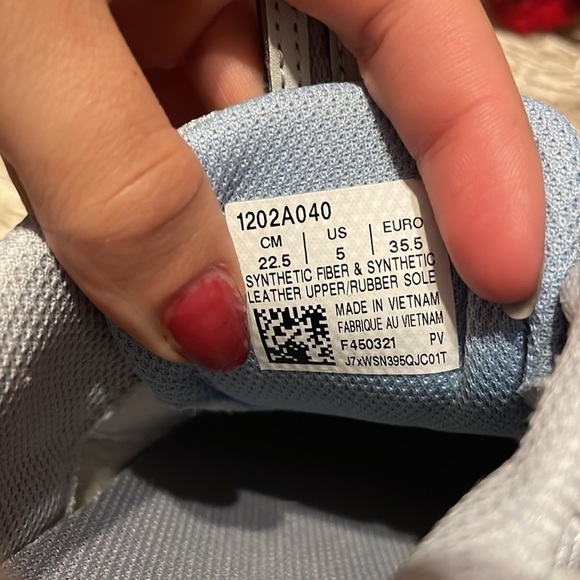 1202A040
CM | US | EURO
22.5 | 5 | 35.5
SYNTHETIC FIBER & SYNTHETIC
LEATHER UPPER/RUBBER SOLE
MADE IN VIETNAM
FABRIQUE AU VIETNAM
F450321 PV
J7xWSN395QJC01T